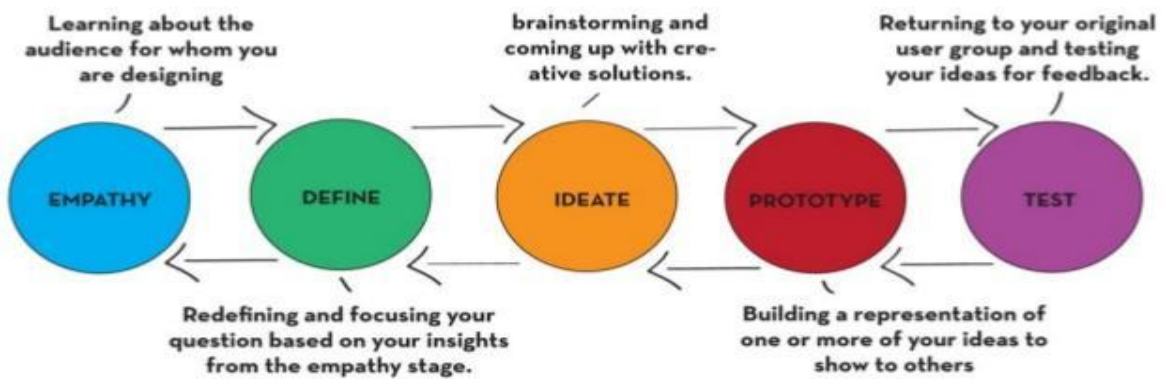 Learning about the
audience for whom you
are designing
brainstorming and
coming up with cre-
ative solutions.
Returning to your original
user group and testing
your ideas for feedback.
EMPATHY
DEFINE
IDEATE
PROTOTYPE
TEST
Redefining and focusing your
question based on your insights
from the empathy stage.
Building a representation of
one or more of your ideas to
show to others